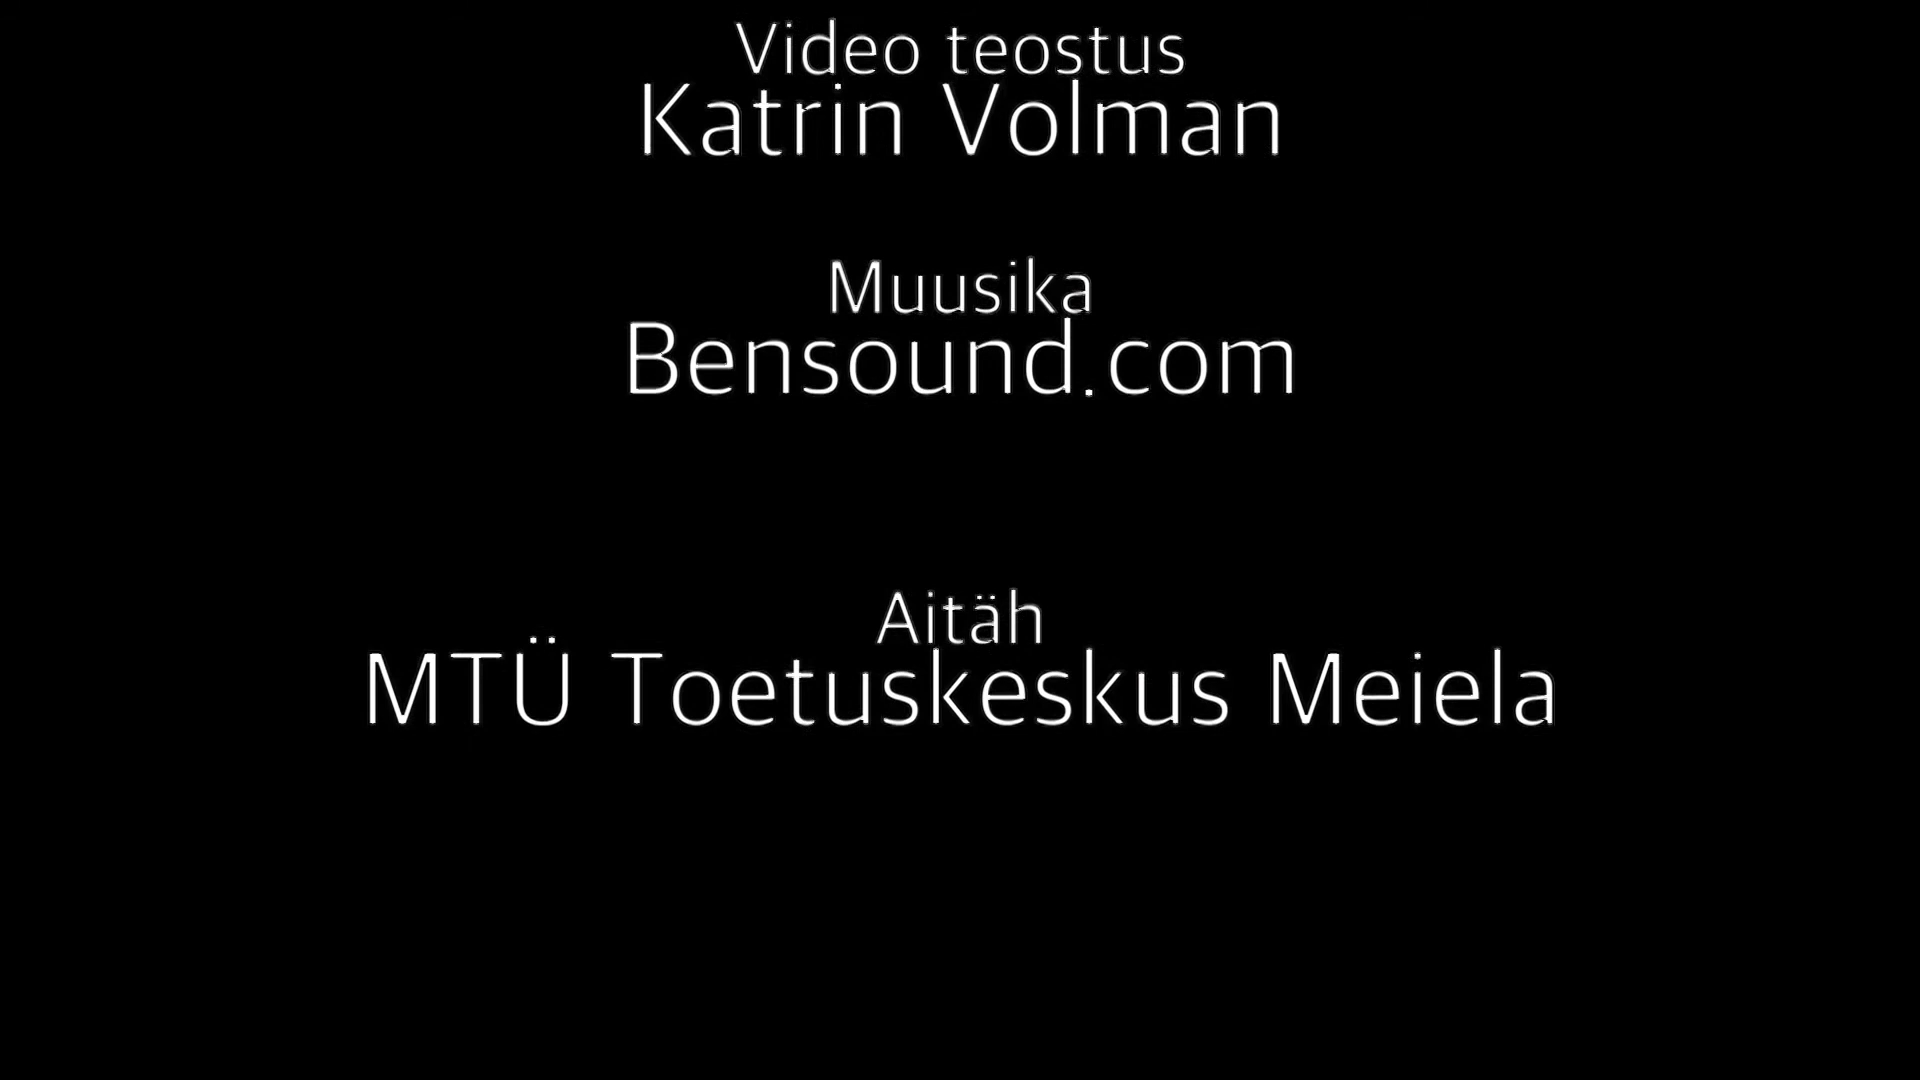 Video teostus
Katrin Volman
Muusika
Bensound.com
Aitäh
MTÜ Toetuskeskus Meiela